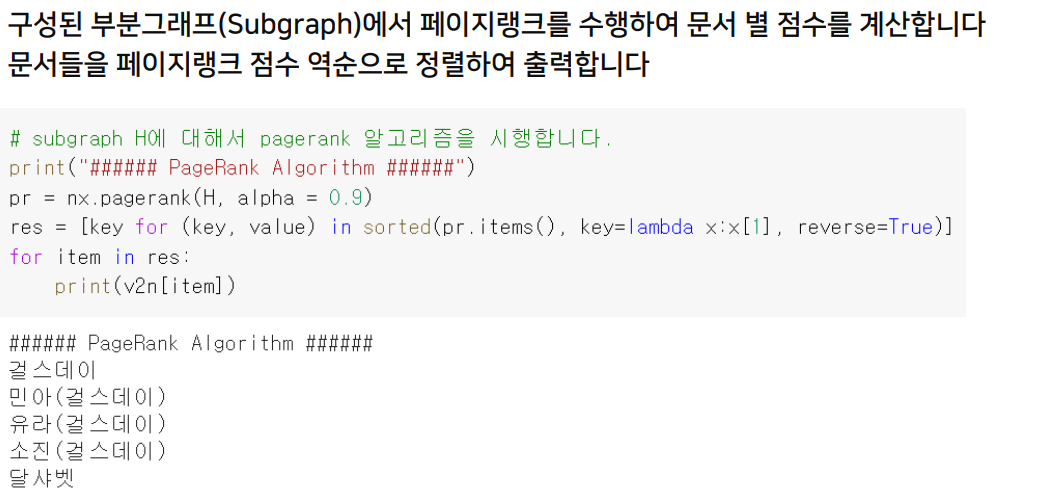 구성된 부분그래프(Subgraph)에서 페이지랭크를 수행하여 문서 별 점수를 계산합니다
문서들을 페이지랭크 점수 역순으로 정렬하여 출력합니다
# subgraph H에 대해서 pagerank 알고리즘을 시행합니다.
print("###### PageRank Algorithm ######")
pr = nx.pagerank(H, alpha = 0.9)
res = [key for (key, value) in sorted(pr.items(), key=lambda x:x[1], reverse=True)]
for item in res:
    print(v2n[item])
###### PageRank Algorithm ######
걸스데이
민아(걸스데이)
유라(걸스데이)
소진(걸스데이)
달샤벳